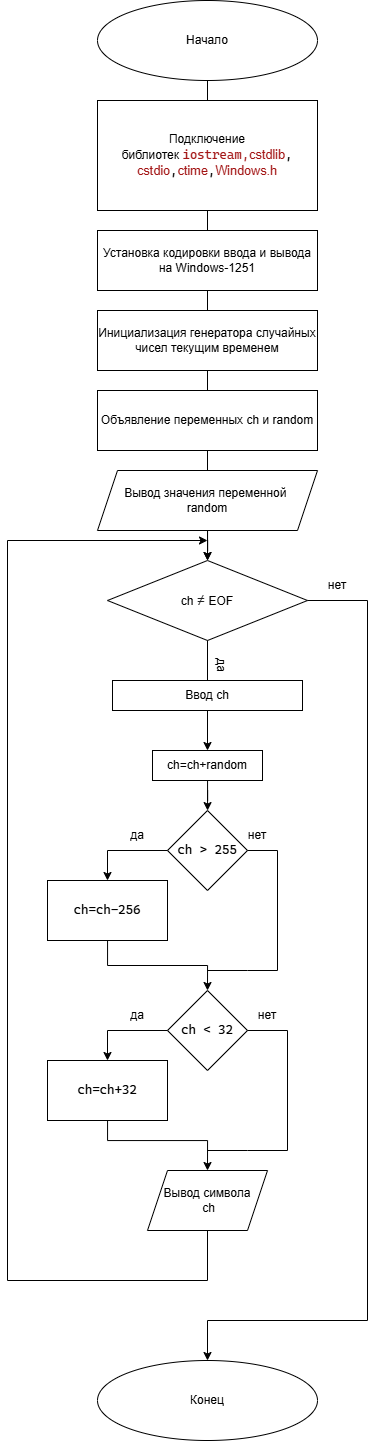 Начало
Подключение
библиотек iostream,cstdlib,
cstdio,ctime,Windows.h
Установка кодировки ввода и вывода
на Windows-1251
Инициализация генератора случайных
чисел текущим временем
Объявление переменных ch и random
Вывод значения переменной
random
ch ≠ EOF
нет
да
Ввод ch
ch=ch+random
да
нет
ch > 255
ch=ch-256
да
нет
ch < 32
ch=ch+32
Вывод символа
ch
Конец